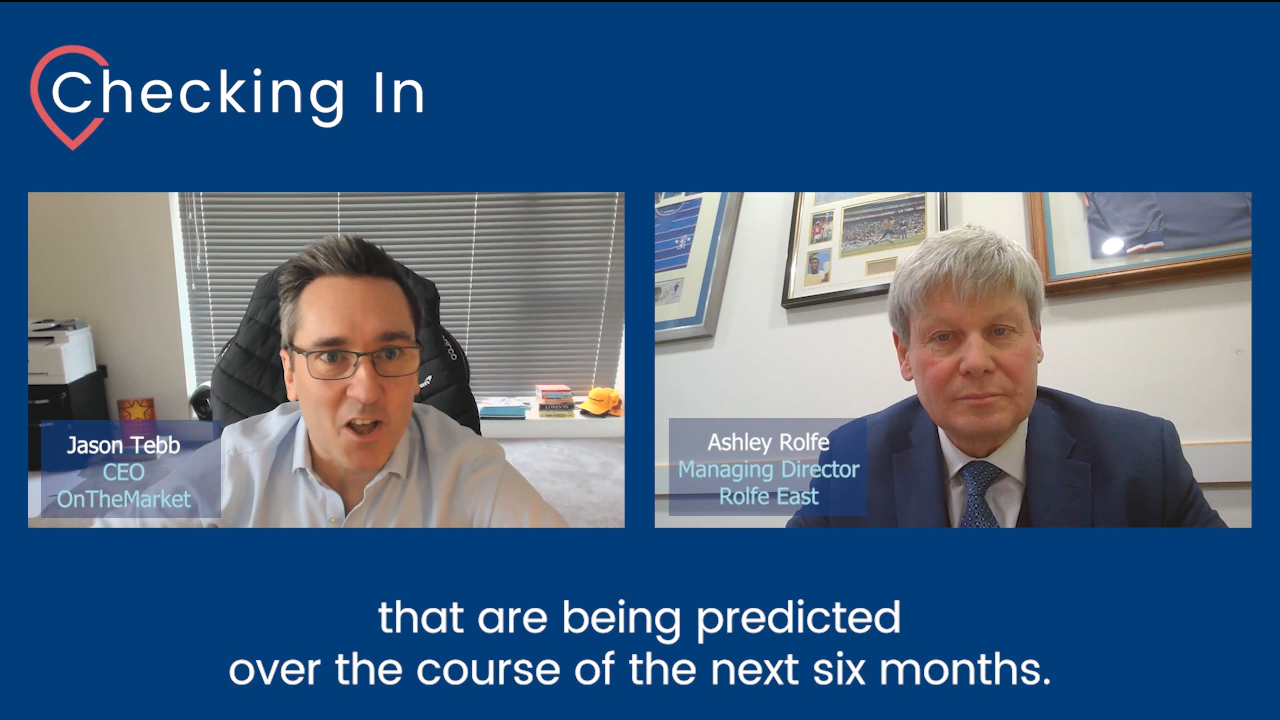 Checking In
Jason Tebb
CEO
OnTheMarket
Ashley Rolfe
Managing Director
Rolfe East
that are being predicted
over the course of the next six months.